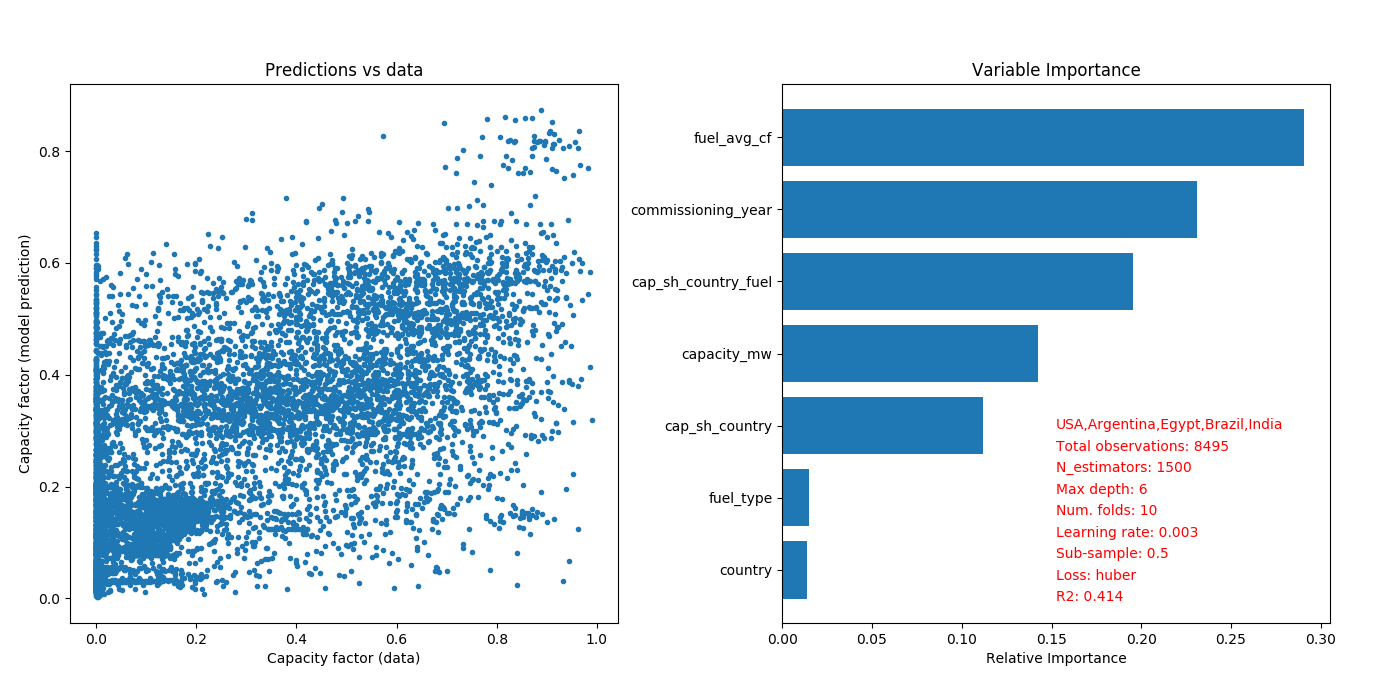 Predictions vs data
0.8
0.6
0.4
0.2
0.0
Capacity factor (model prediction)
0.0 0.2 0.4 0.6 0.8 1.0
Capacity factor (data)
Variable Importance
fuel_avg_cf
commissioning_year
cap_sh_country_fuel
capacity_mw
cap_sh_country
fuel_type
country
USA,Argentina,Egypt,Brazil,India
Total observations: 8495
N_estimators: 1500
Max depth: 6
Num. folds: 10
Learning rate: 0.003
Sub-sample: 0.5
Loss: huber
R2: 0.414
0.00 0.05 0.10 0.15 0.20 0.25 0.30
Relative Importance